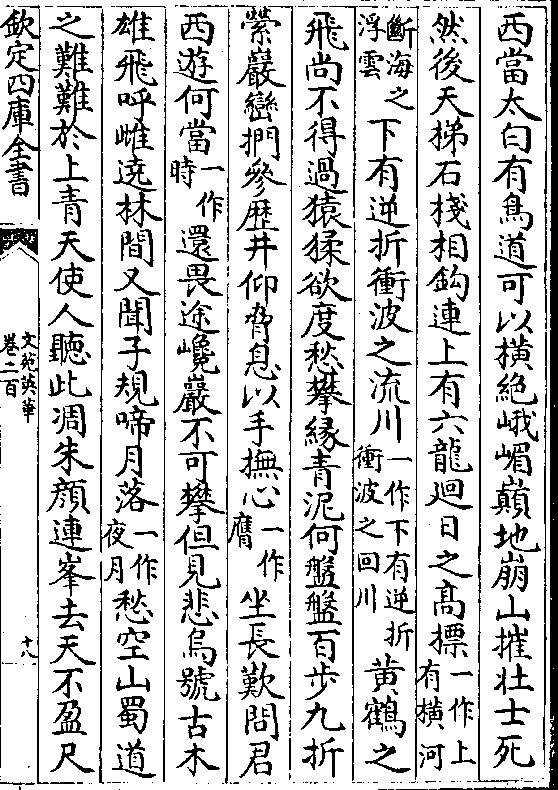 西當太白有鳥道可以橫絶峨嵋巔地崩山摧壮士死
然後天梯石棧相鈎連上有六龍迴日之髙標一作上有橫河
斷海之浮雲下有逆折衝波之流川一作下有逆折衝波之回川黄鶴之
飛尚不得過猿猱欲度愁攀緣青泥何盤盤百步九折
縈巖巒捫參歴井仰脅息以手撫心一作膺坐長歎問君
西遊何當一作時還畏途巉巖不可攀但見悲烏號古木
雄飛呼雌遶林間又聞子規啼月落一作夜月愁空山蜀道
之難難於上青天使人聽此凋朱顔連峯去天不盈尺
欽定四庫全書
文苑英華
卷二百
十八